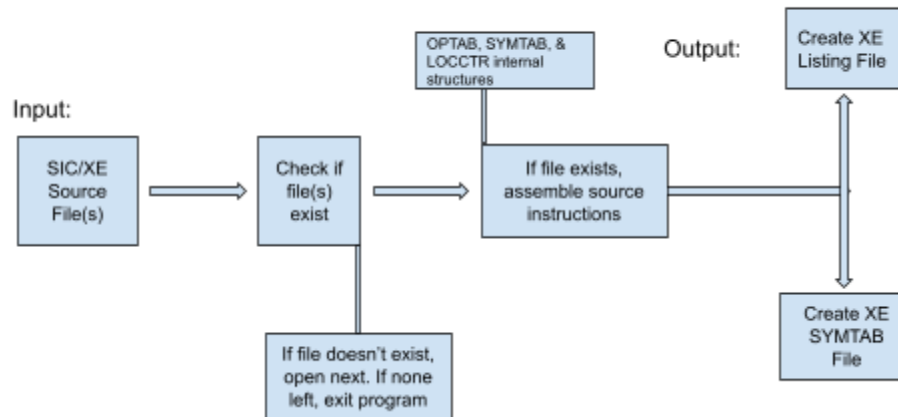 Input:
SIC/XE
Source
File(s)
Check if
file(s)
exist
If file doesn't exist,
open next. If none
left, exit program
OPTAB, SYMTAB, &
LOCCTR internal
structures
If file exists,
assemble source
instructions
Output:
Create XE
Listing File
Create XE
SYMTAB
File